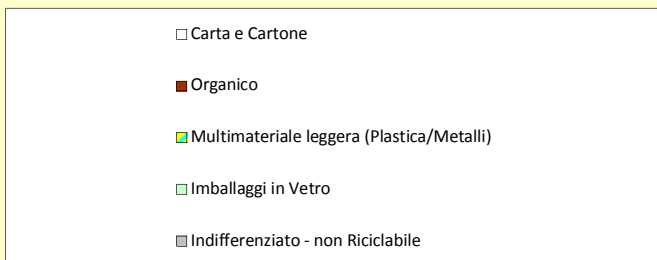 Carta e Cartone
Organico
Multimateriale leggera (Plastica/Metalli)
Imballaggi in Vetro
Indifferenziato - non Riciclabile